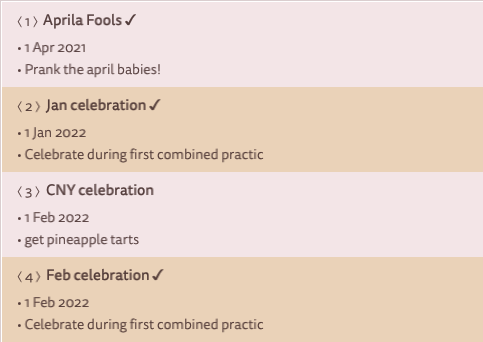 ⟨ 1 ⟩ Aprila Fools ✓
• 1 Apr 2021
• Prank the april babies!
⟨ 2 ⟩ Jan celebration ✓
• 1 Jan 2022
• Celebrate during first combined practic
⟨ 3 ⟩ CNY celebration
• 1 Feb 2022
• get pineapple tarts
⟨ 4 ⟩ Feb celebration ✓
• 1 Feb 2022
• Celebrate during first combined practic